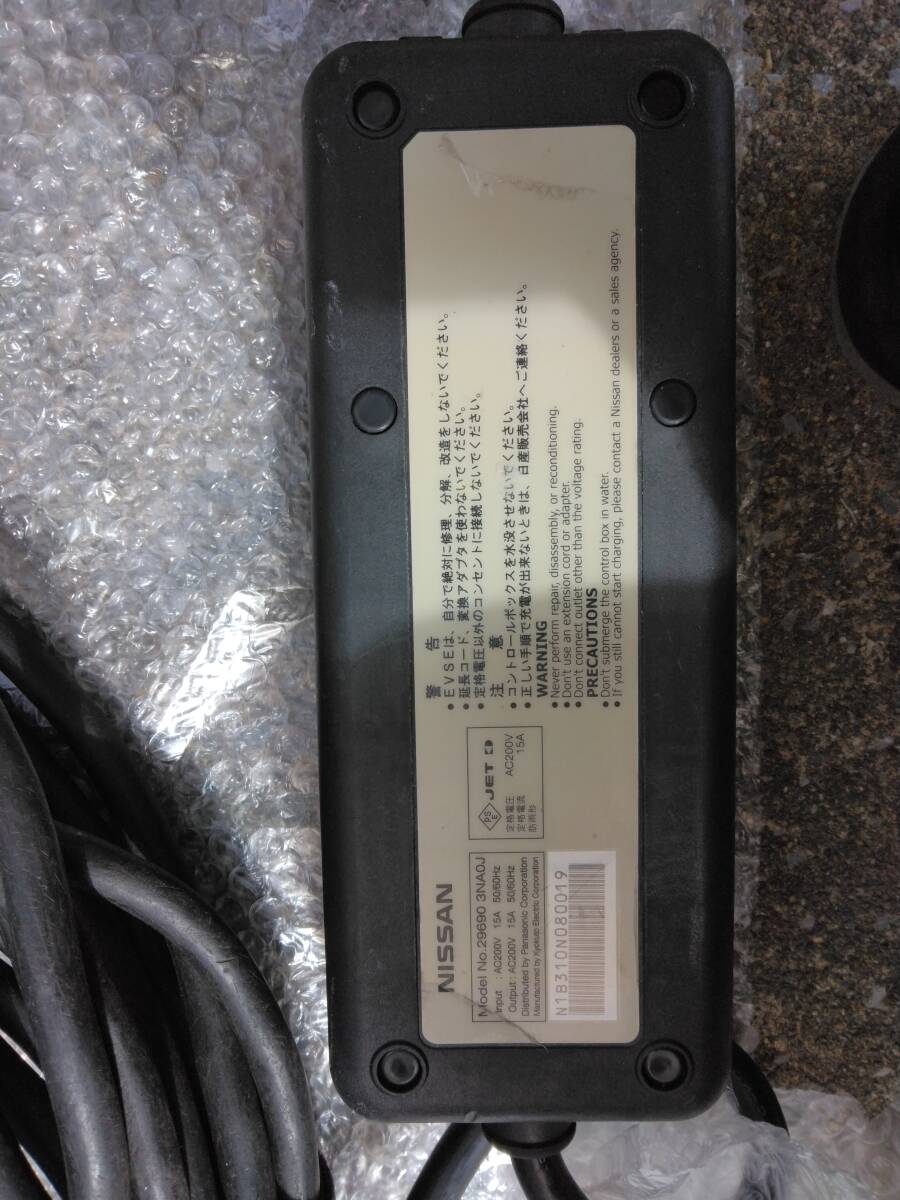 NISSAN
Model No.29690 3NA0J
Input : AC200V 15A 50/60Hz
Output : AC200V 15A 50/60Hz
Distributed by Panasonic Corporation
Manufactured by Kyokuto Electric Corporation
N1B310N080019
PS
E
JET
定格電圧 AC200V
定格電流 15A
防雨形
警 告
● EVSEは、自分で絶対に修理、分解、改造をしないでください。
● 延長コード、変換アダプタを使わないでください。
● 定格電圧以外のコンセントに接続しないでください。
注 意
● コントロールボックスを水没させないでください。
● 正しい手順で充電が出来ないときは、日産販売会社へご連絡ください。
WARNING
● Never perform repair, disassembly, or reconditioning.
● Don't use an extension cord or adapter.
● Don't connect outlet other than the voltage rating.
PRECAUTIONS
● Don't submerge the control box in water.
● If you still cannot start charging, please contact a Nissan dealers or a sales agency.